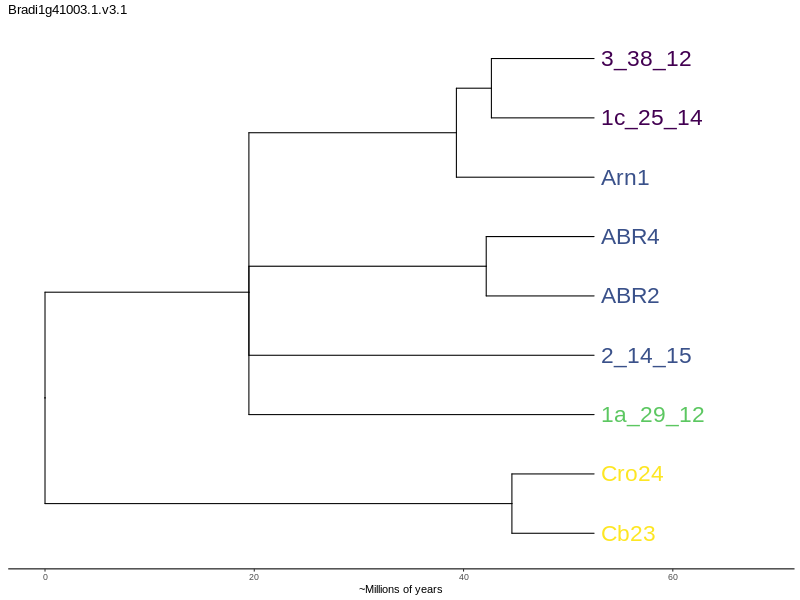 Bradi1g41003.1.v3.1
3_38_12
1c_25_14
Arn1
ABR4
ABR2
2_14_15
1a_29_12
Cro24
Cb23
0 20 40 60
~Millions of years